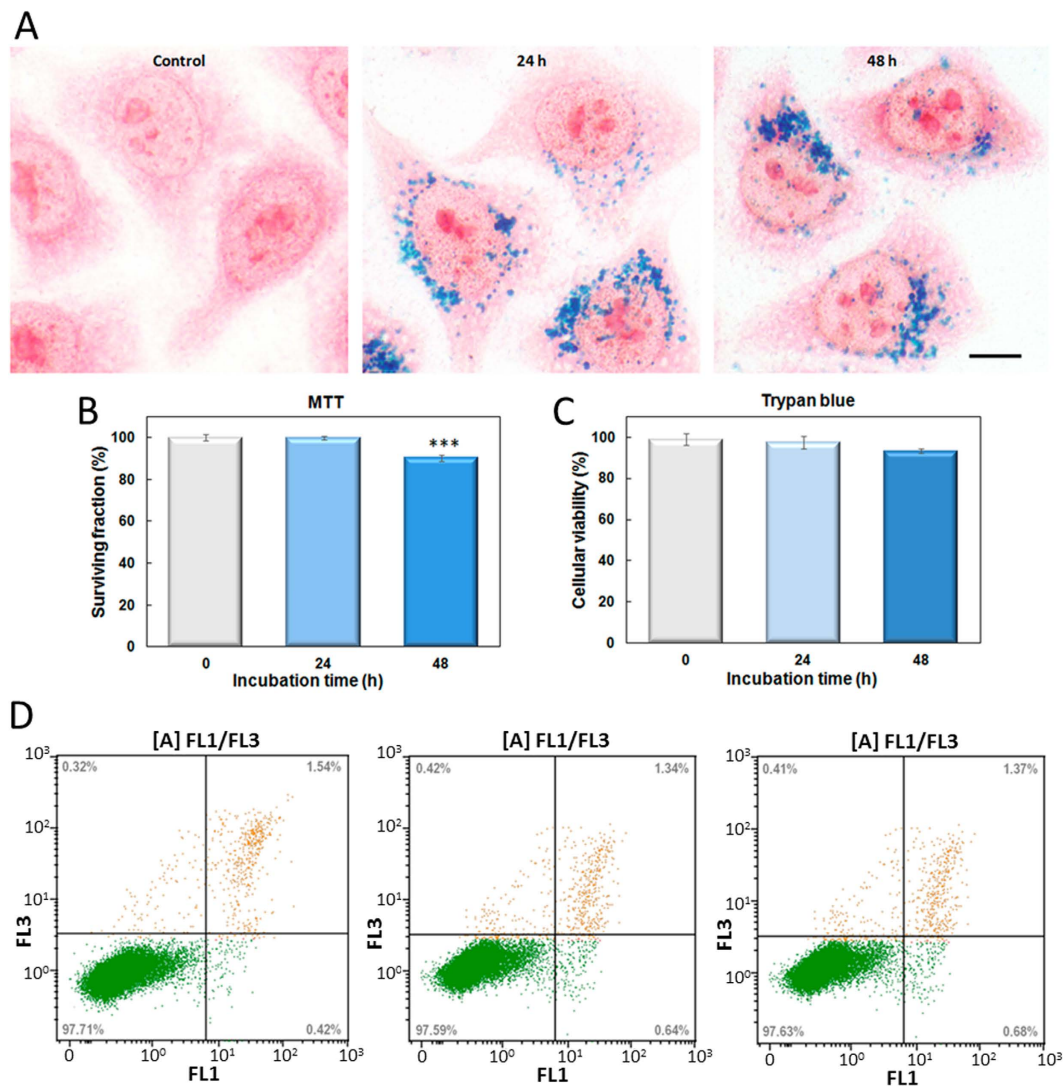 A
Control
24 h
48 h
B
MTT
Surviving fraction (%)
100
80
60
40
20
0
***
0
24
48
Incubation time (h)
C
Trypan blue
Cellular viability (%)
100
80
60
40
20
0
0
24
48
Incubation time (h)
D
[A] FL1/FL3
0.32%
1.54%
97.71%
0.42%
10³
10²
10¹
10⁰
FL3
0
10⁰
10¹
10²
10³
FL1
[A] FL1/FL3
0.42%
1.34%
97.59%
0.64%
10³
10²
10¹
10⁰
FL3
0
10⁰
10¹
10²
10³
FL1
[A] FL1/FL3
0.41%
1.37%
97.63%
0.68%
10³
10²
10¹
10⁰
FL3
0
10⁰
10¹
10²
10³
FL1